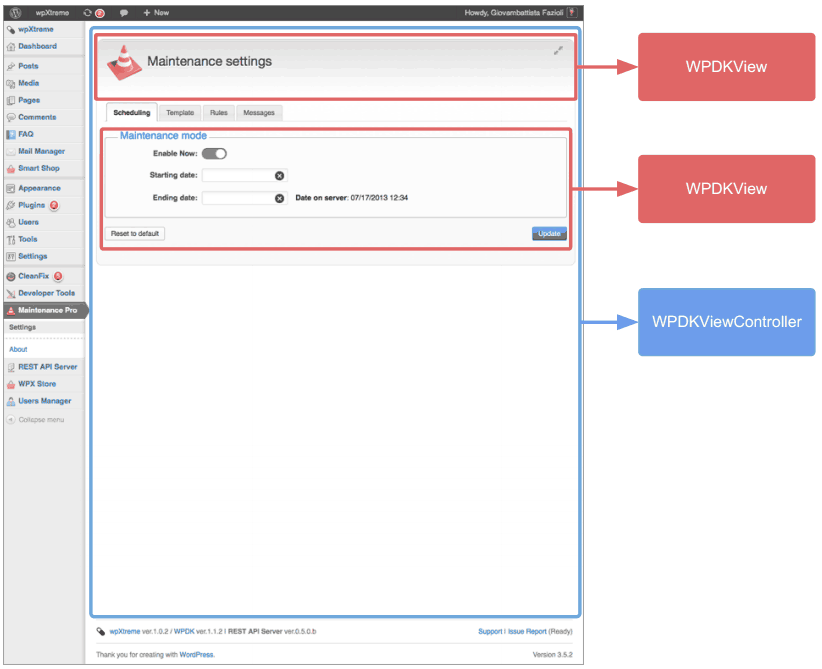 wpXtreme New Howdy, Giovambattista Fazioli
wpXtreme
Dashboard
Posts
Media
Pages
Comments
FAQ
Mail Manager
Smart Shop
Appearance
Plugins
Users
Tools
Settings
CleanFix
Developer Tools
Maintenance Pro
Settings
About
REST API Server
WPX Store
Users Manager
Collapse menu
Maintenance settings
Scheduling Template Rules Messages
Maintenance mode
Enable Now:
Starting date:
Ending date: Date on server: 07/17/2013 12:34
Reset to default Update
wpXtreme ver.1.0.2 / WPDK ver.1.1.2 | REST API Server ver.0.5.0.b Support | Issue Report (Ready)
Thank you for creating with WordPress. Version 3.5.2
WPDKView
WPDKView
WPDKViewController